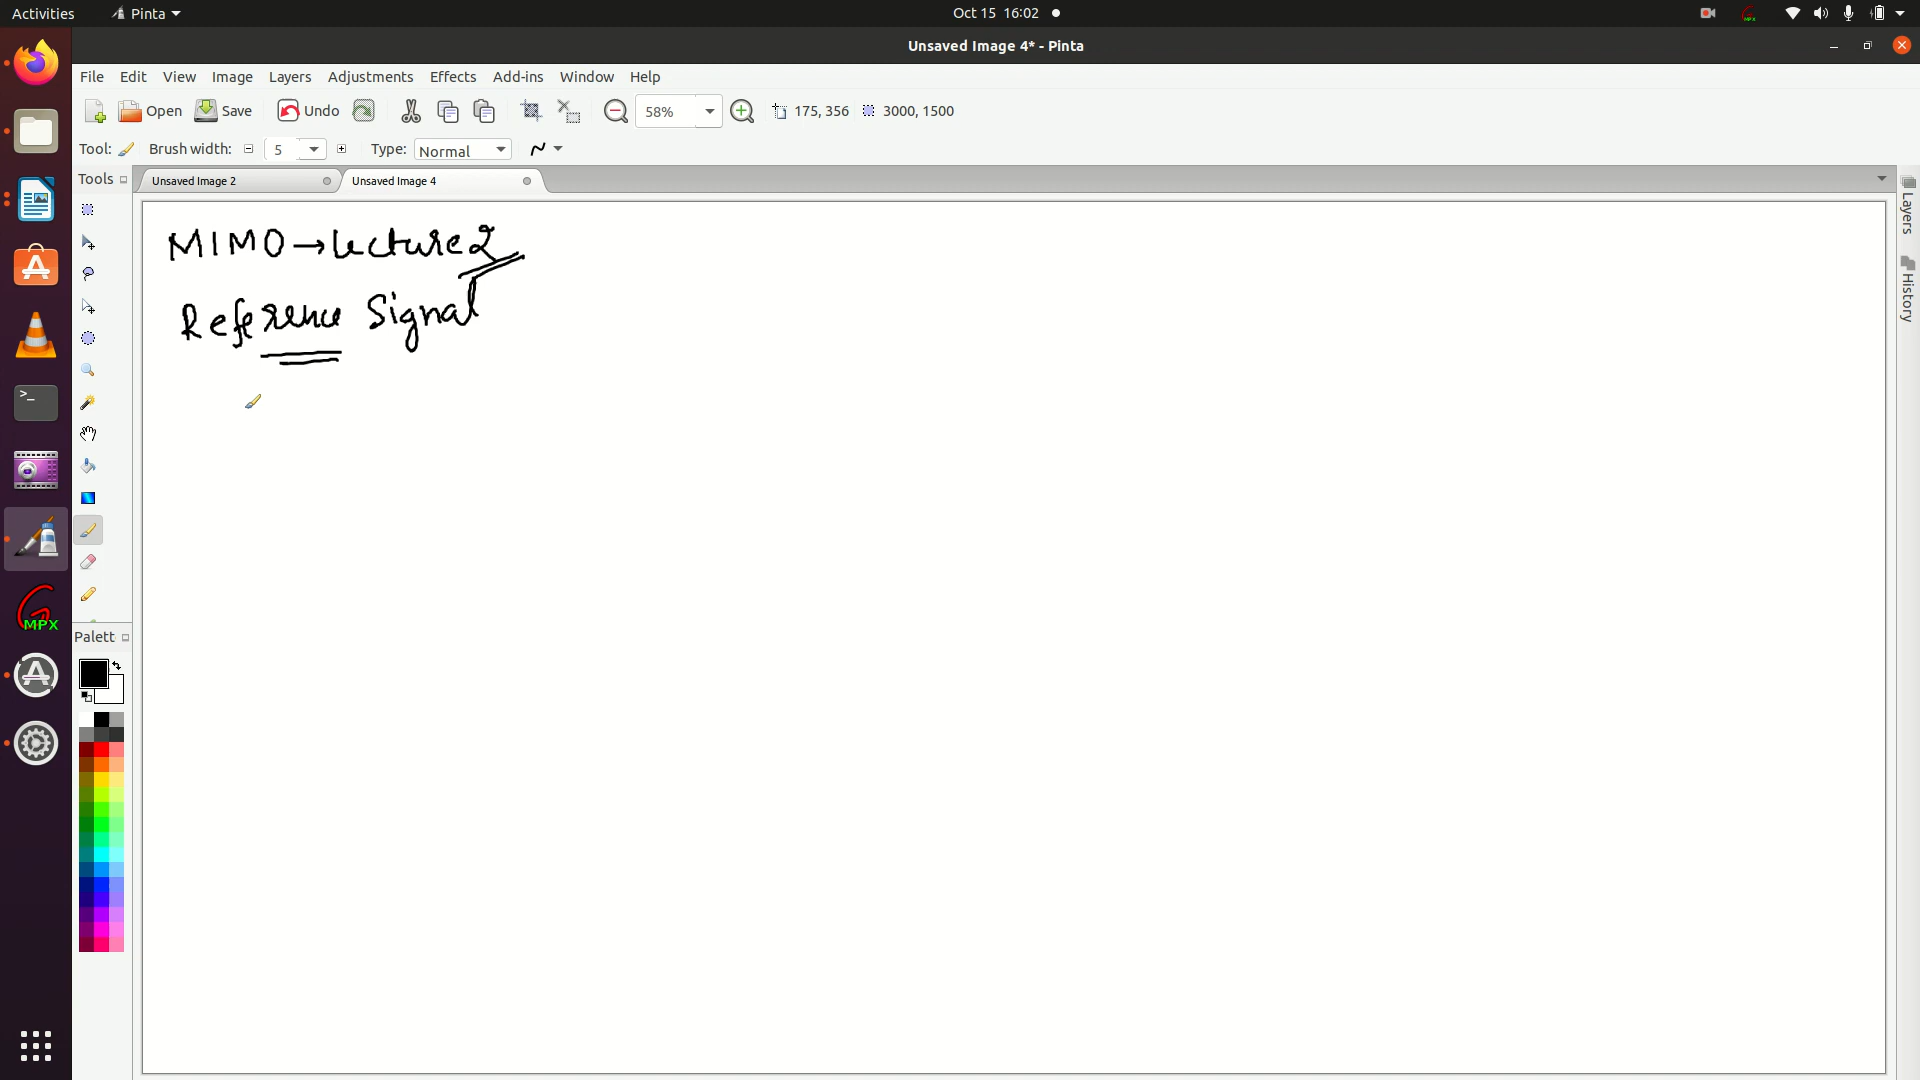 Activities
Pinta
Oct 15 16:02
Unsaved Image 4* - Pinta
File Edit View Image Layers Adjustments Effects Add-ins Window Help
Open Save Undo 58% 175, 356 3000, 1500
Tool: Brush width: 5 Type: Normal
Tools
Unsaved Image 2
Unsaved Image 4
Layers
History
MIMO → lecture 2
Reference Signal
>_
MPX
Palett